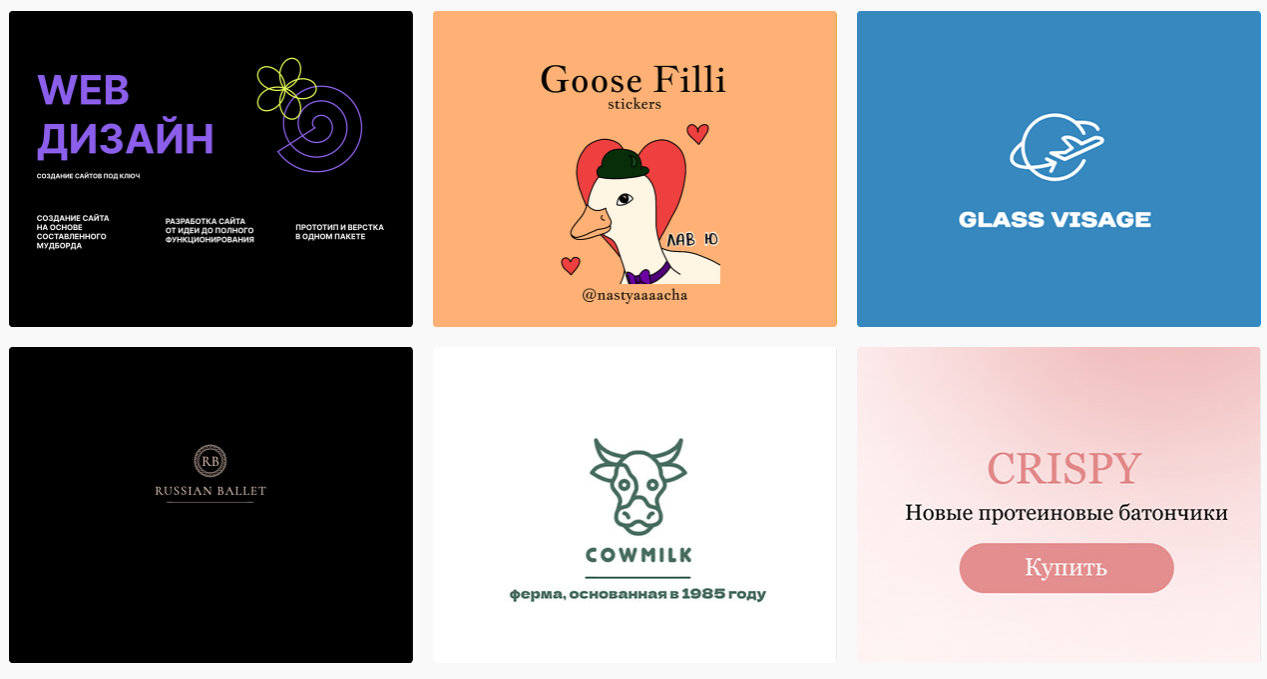 WEB
ДИЗАЙН
СОЗДАНИЕ САЙТОВ ПОД КЛЮЧ
СОЗДАНИЕ САЙТА
НА ОСНОВЕ
СОСТАВЛЕННОГО
МУДБОРДА
РАЗРАБОТКА САЙТА
ОТ ИДЕИ ДО ПОЛНОГО
ФУНКЦИОНИРОВАНИЯ
ПРОТОТИП И ВЕРСТКА
В ОДНОМ ПАКЕТЕ
Goose Filli
stickers
ЛАВ Ю
@nastyaaaacha
GLASS VISAGE
RB
RUSSIAN BALLET
COWMILK
ферма, основанная в 1985 году
CRISPY
Новые протеиновые батончики
Купить